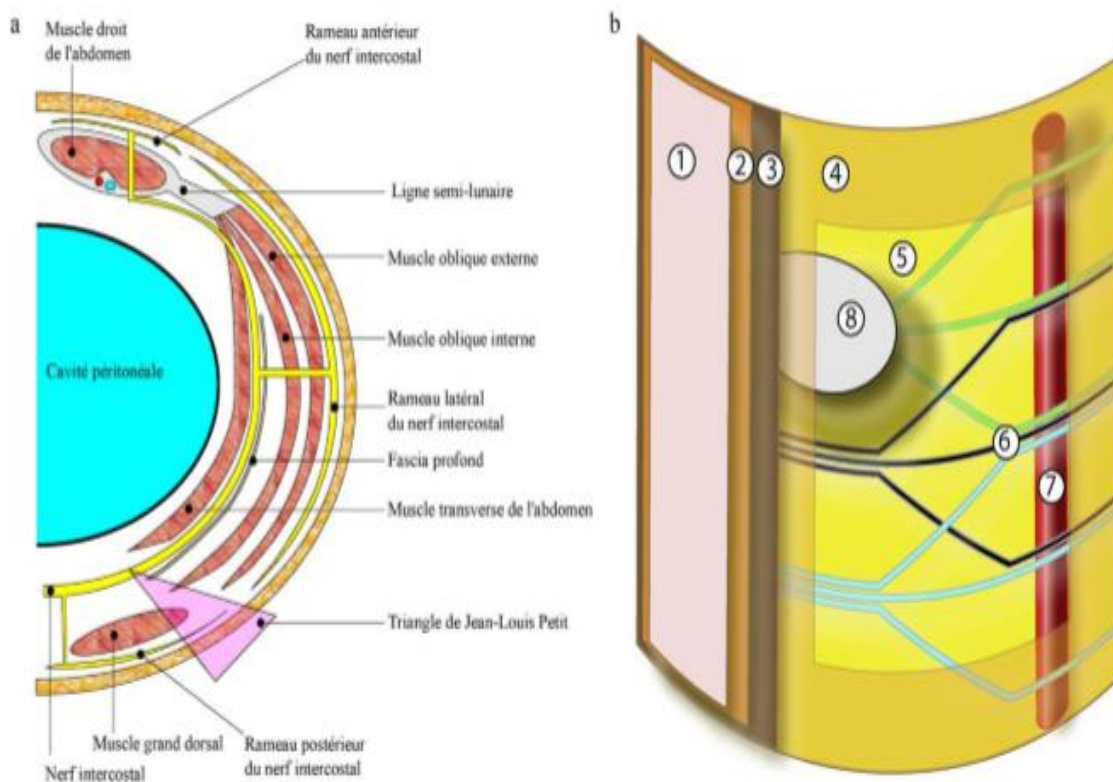 a
Muscle droit
de l'abdomen
Rameau antérieur
du nerf intercostal
Ligne semi-lunaire
Muscle oblique externe
Muscle oblique interne
Cavité péritonéale
Rameau latéral
du nerf intercostal
Fascia profond
Muscle transverse de l'abdomen
Triangle de Jean-Louis Petit
Muscle grand dorsal
Rameau postérieur
du nerf intercostal
Nerf intercostal
b
1
2
3
4
5
8
6
7